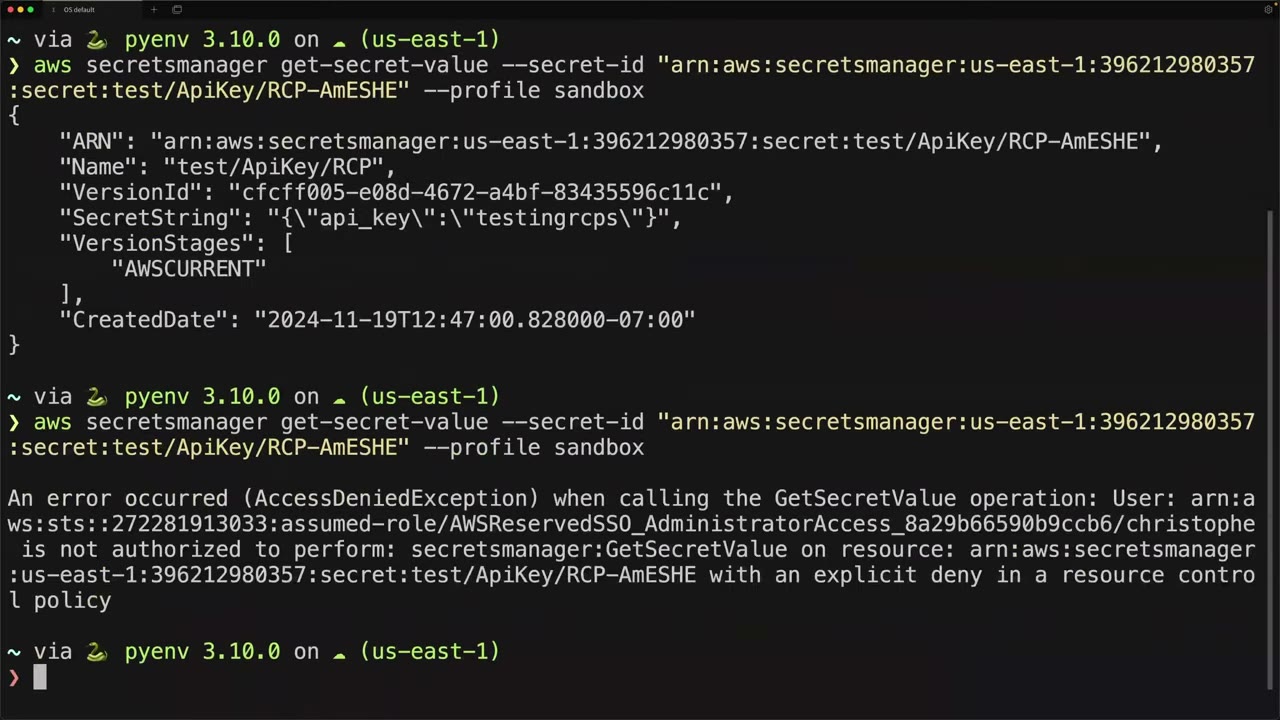 OS default
~ via 🐍 pyenv 3.10.0 on ☁ (us-east-1)
❯ aws secretsmanager get-secret-value --secret-id "arn:aws:secretsmanager:us-east-1:396212980357
:secret:test/ApiKey/RCP-AmESHE" --profile sandbox
{
    "ARN": "arn:aws:secretsmanager:us-east-1:396212980357:secret:test/ApiKey/RCP-AmESHE",
    "Name": "test/ApiKey/RCP",
    "VersionId": "cfcff005-e08d-4672-a4bf-83435596c11c",
    "SecretString": "{\"api_key\":\"testingrcps\"}",
    "VersionStages": [
        "AWSCURRENT"
    ],
    "CreatedDate": "2024-11-19T12:47:00.828000-07:00"
}
~ via 🐍 pyenv 3.10.0 on ☁ (us-east-1)
❯ aws secretsmanager get-secret-value --secret-id "arn:aws:secretsmanager:us-east-1:396212980357
:secret:test/ApiKey/RCP-AmESHE" --profile sandbox
An error occurred (AccessDeniedException) when calling the GetSecretValue operation: User: arn:a
ws:sts::272281913033:assumed-role/AWSReservedSSO_AdministratorAccess_8a29b66590b9ccb6/christophe
 is not authorized to perform: secretsmanager:GetSecretValue on resource: arn:aws:secretsmanager
:us-east-1:396212980357:secret:test/ApiKey/RCP-AmESHE with an explicit deny in a resource contro
l policy
~ via 🐍 pyenv 3.10.0 on ☁ (us-east-1)
❯